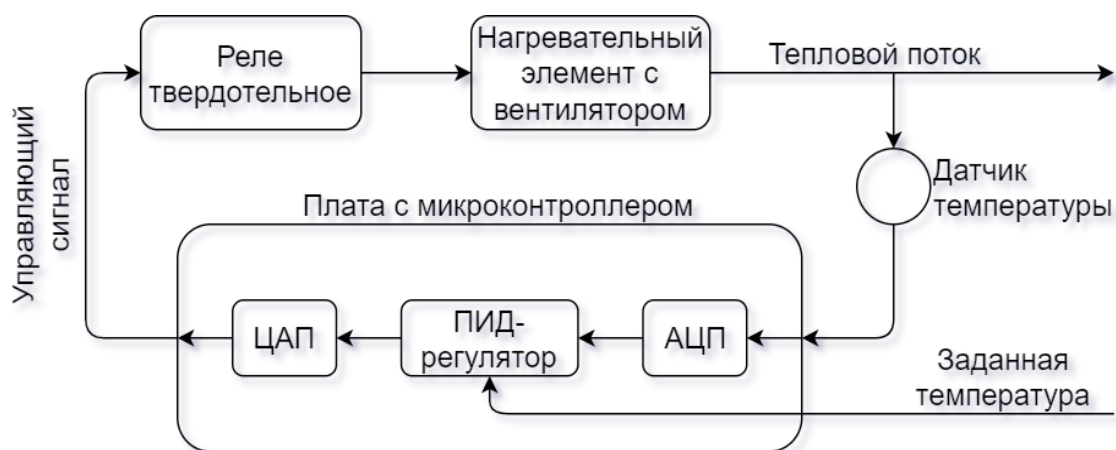 Реле
твердотельное
Нагревательный
элемент с
вентилятором
Тепловой поток
Управляющий
сигнал
Датчик
температуры
Плата с микроконтроллером
ЦАП
ПИД-
регулятор
АЦП
Заданная
температура